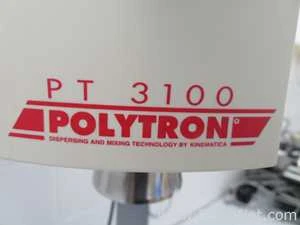 PT 3100
POLYTRON®
DISPERSING AND MIXING TECHNOLOGY BY KINEMATICA